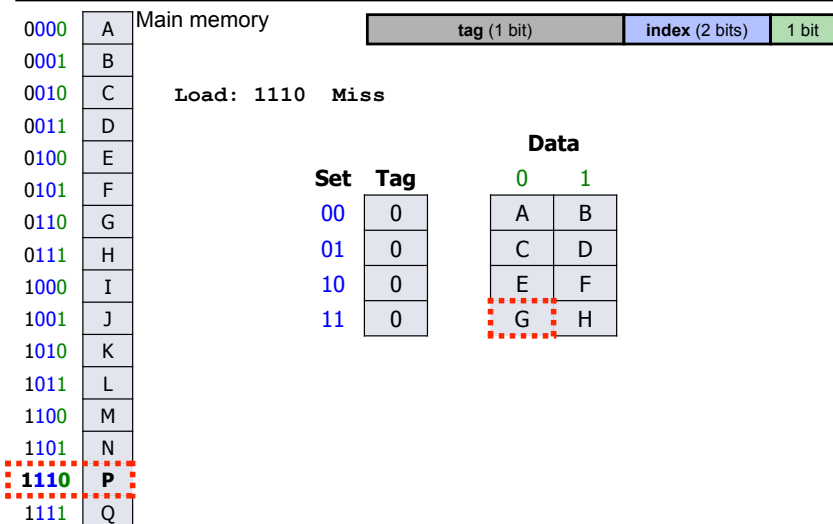 Main memory
tag (1 bit) index (2 bits) 1 bit
0000 A
0001 B
0010 C
0011 D
0100 E
0101 F
0110 G
0111 H
1000 I
1001 J
1010 K
1011 L
1100 M
1101 N
1110 P
1111 Q
Load: 1110 Miss
Data
Set Tag 0 1
00 0 A B
01 0 C D
10 0 E F
11 0 G H